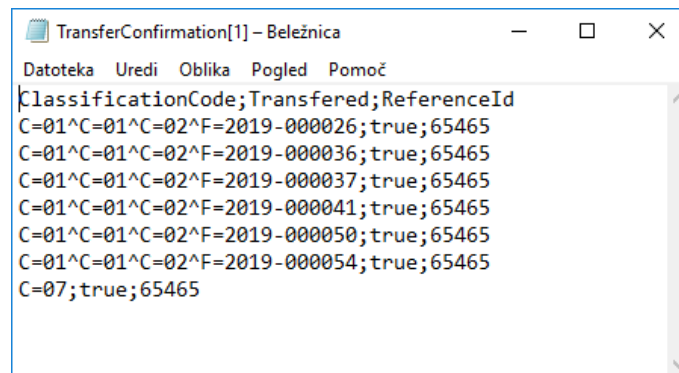 TransferConfirmation[1] – Beležnica
Datoteka Uredi Oblika Pogled Pomoč
ClassificationCode;Transfered;ReferenceId
C=01^C=01^C=02^F=2019-000026;true;65465
C=01^C=01^C=02^F=2019-000036;true;65465
C=01^C=01^C=02^F=2019-000037;true;65465
C=01^C=01^C=02^F=2019-000041;true;65465
C=01^C=01^C=02^F=2019-000050;true;65465
C=01^C=01^C=02^F=2019-000054;true;65465
C=07;true;65465